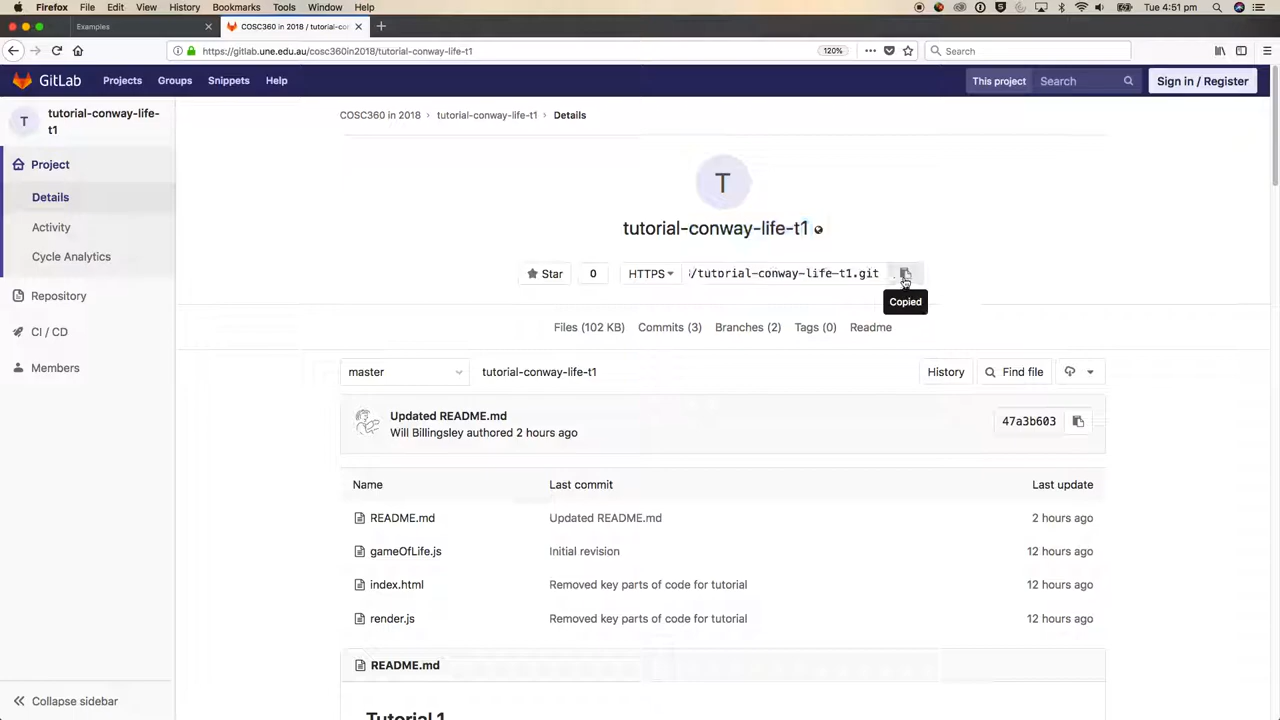 Firefox File Edit View History Bookmarks Tools Window Help Tue 4:51 pm
Examples COSC360 in 2018 / tutorial-co
https://gitlab.une.edu.au/cosc360in2018/tutorial-conway-life-t1 120% Search
GitLab Projects Groups Snippets Help This project Search Sign in / Register
T tutorial-conway-life-t1
COSC360 in 2018 › tutorial-conway-life-t1 › Details
Project
Details
Activity
Cycle Analytics
Repository
CI / CD
Members
T
tutorial-conway-life-t1
Star 0 HTTPS /tutorial-conway-life-t1.git
Copied
Files (102 KB) Commits (3) Branches (2) Tags (0) Readme
master tutorial-conway-life-t1 History Find file
Updated README.md
Will Billingsley authored 2 hours ago
47a3b603
Name Last commit Last update
README.md Updated README.md 2 hours ago
gameOfLife.js Initial revision 12 hours ago
index.html Removed key parts of code for tutorial 12 hours ago
render.js Removed key parts of code for tutorial 12 hours ago
README.md
Tutorial 1
Collapse sidebar